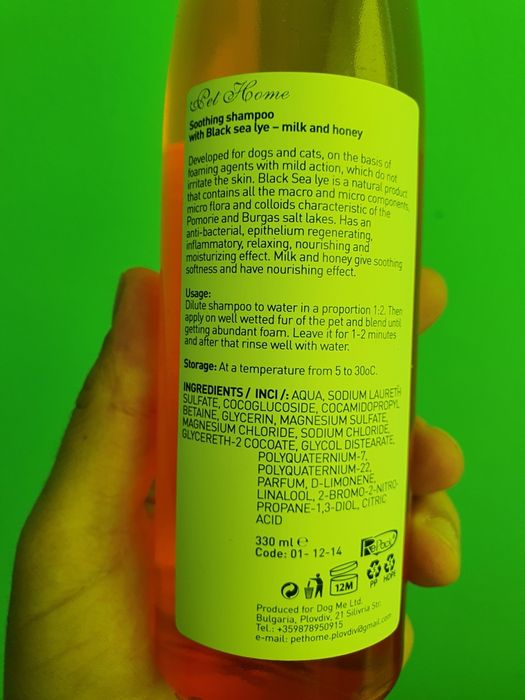 Pet Home
Soothing shampoo
with Black sea lye – milk and honey
Developed for dogs and cats, on the basis of
foaming agents with mild action, which do not
irritate the skin. Black Sea lye is a natural product
that contains all the macro and micro components,
micro flora and colloids characteristic of the
Pomorie and Burgas salt lakes. Has an
anti-bacterial, epithelium regenerating,
inflammatory, relaxing, nourishing and
moisturizing effect. Milk and honey give soothing
softness and have nourishing effect.
Usage:
Dilute shampoo to water in a proportion 1:2. Then
apply on well wetted fur of the pet and blend until
getting abundant foam. Leave it for 1-2 minutes
and after that rinse well with water.
Storage: At a temperature from 5 to 30oC.
INGREDIENTS / INCI /: AQUA, SODIUM LAURETH
SULFATE, COCOGLUCOSIDE, COCAMIDOPROPYL
BETAINE, GLYCERIN, MAGNESIUM SULFATE,
MAGNESIUM CHLORIDE, SODIUM CHLORIDE,
GLYCERETH-2 COCOATE, GLYCOL DISTEARATE,
POLYQUATERNIUM-7,
POLYQUATERNIUM-22,
PARFUM, D-LIMONENE,
LINALOOL, 2-BROMO-2-NITRO-
PROPANE-1,3-DIOL, CITRIC
ACID
330 ml e
Code: 01- 12-14
RePack
12M
PP
HDPE
Produced for Dog Me Ltd.
Bulgaria, Plovdiv, 21 Silivria Str.
Tel.: +359878950915
e-mail: pethome.plovdiv@gmail.com